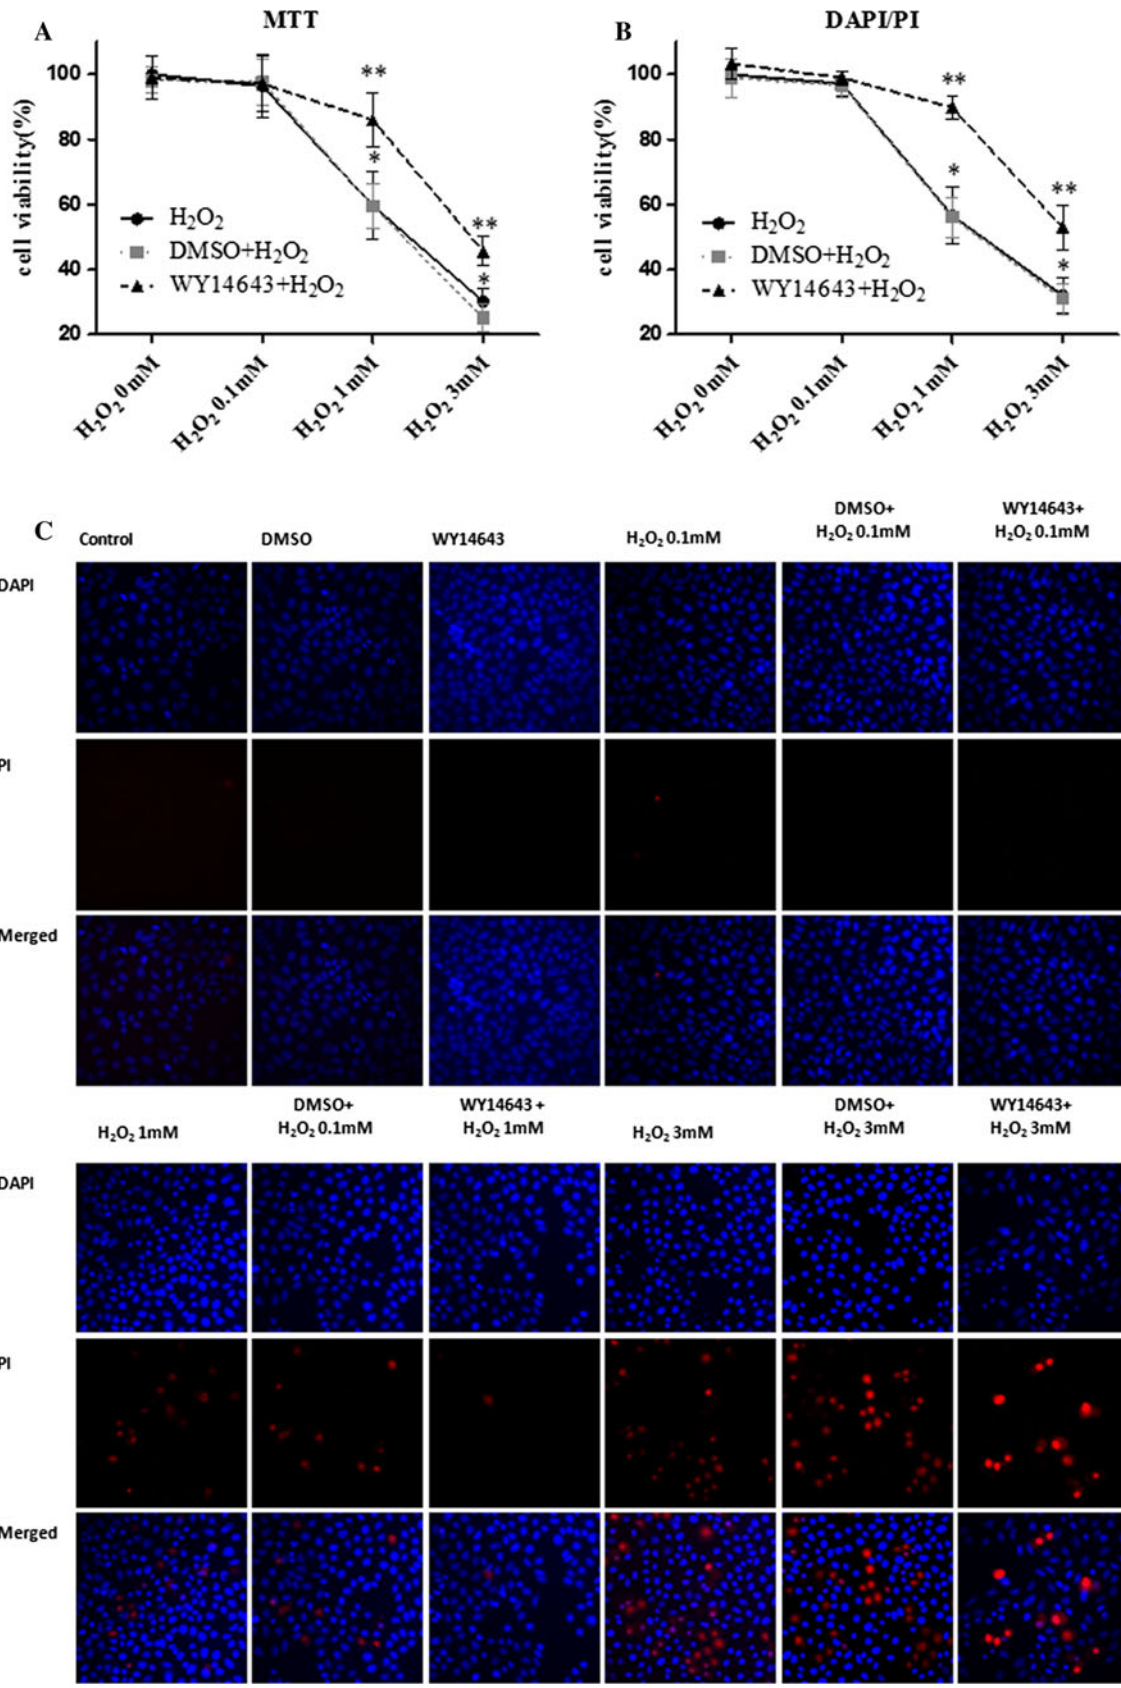 A
MTT
cell viability(%)
100
80
60
40
20
**
*
**
*
H₂O₂
DMSO+H₂O₂
WY14643+H₂O₂
H₂O₂ 0mM
H₂O₂ 0.1mM
H₂O₂ 1mM
H₂O₂ 3mM
B
DAPI/PI
cell viability(%)
100
80
60
40
20
**
*
**
*
H₂O₂
DMSO+H₂O₂
WY14643+H₂O₂
H₂O₂ 0mM
H₂O₂ 0.1mM
H₂O₂ 1mM
H₂O₂ 3mM
C
Control
DMSO
WY14643
H₂O₂ 0.1mM
DMSO+
H₂O₂ 0.1mM
WY14643+
H₂O₂ 0.1mM
DAPI
PI
Merged
H₂O₂ 1mM
DMSO+
H₂O₂ 0.1mM
WY14643 +
H₂O₂ 1mM
H₂O₂ 3mM
DMSO+
H₂O₂ 3mM
WY14643+
H₂O₂ 3mM
DAPI
PI
Merged